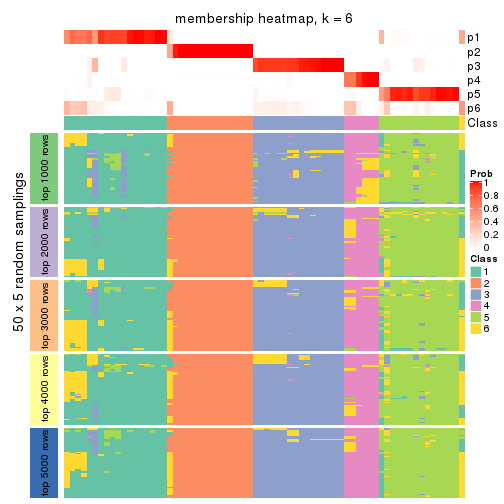 membership heatmap, k = 6
p1
p2
p3
p4
p5
p6
Class
50 x 5 random samplings
top 1000 rows
top 2000 rows
top 3000 rows
top 4000 rows
top 5000 rows
Prob
1
0.8
0.6
0.4
0.2
0
Class
1
2
3
4
5
6